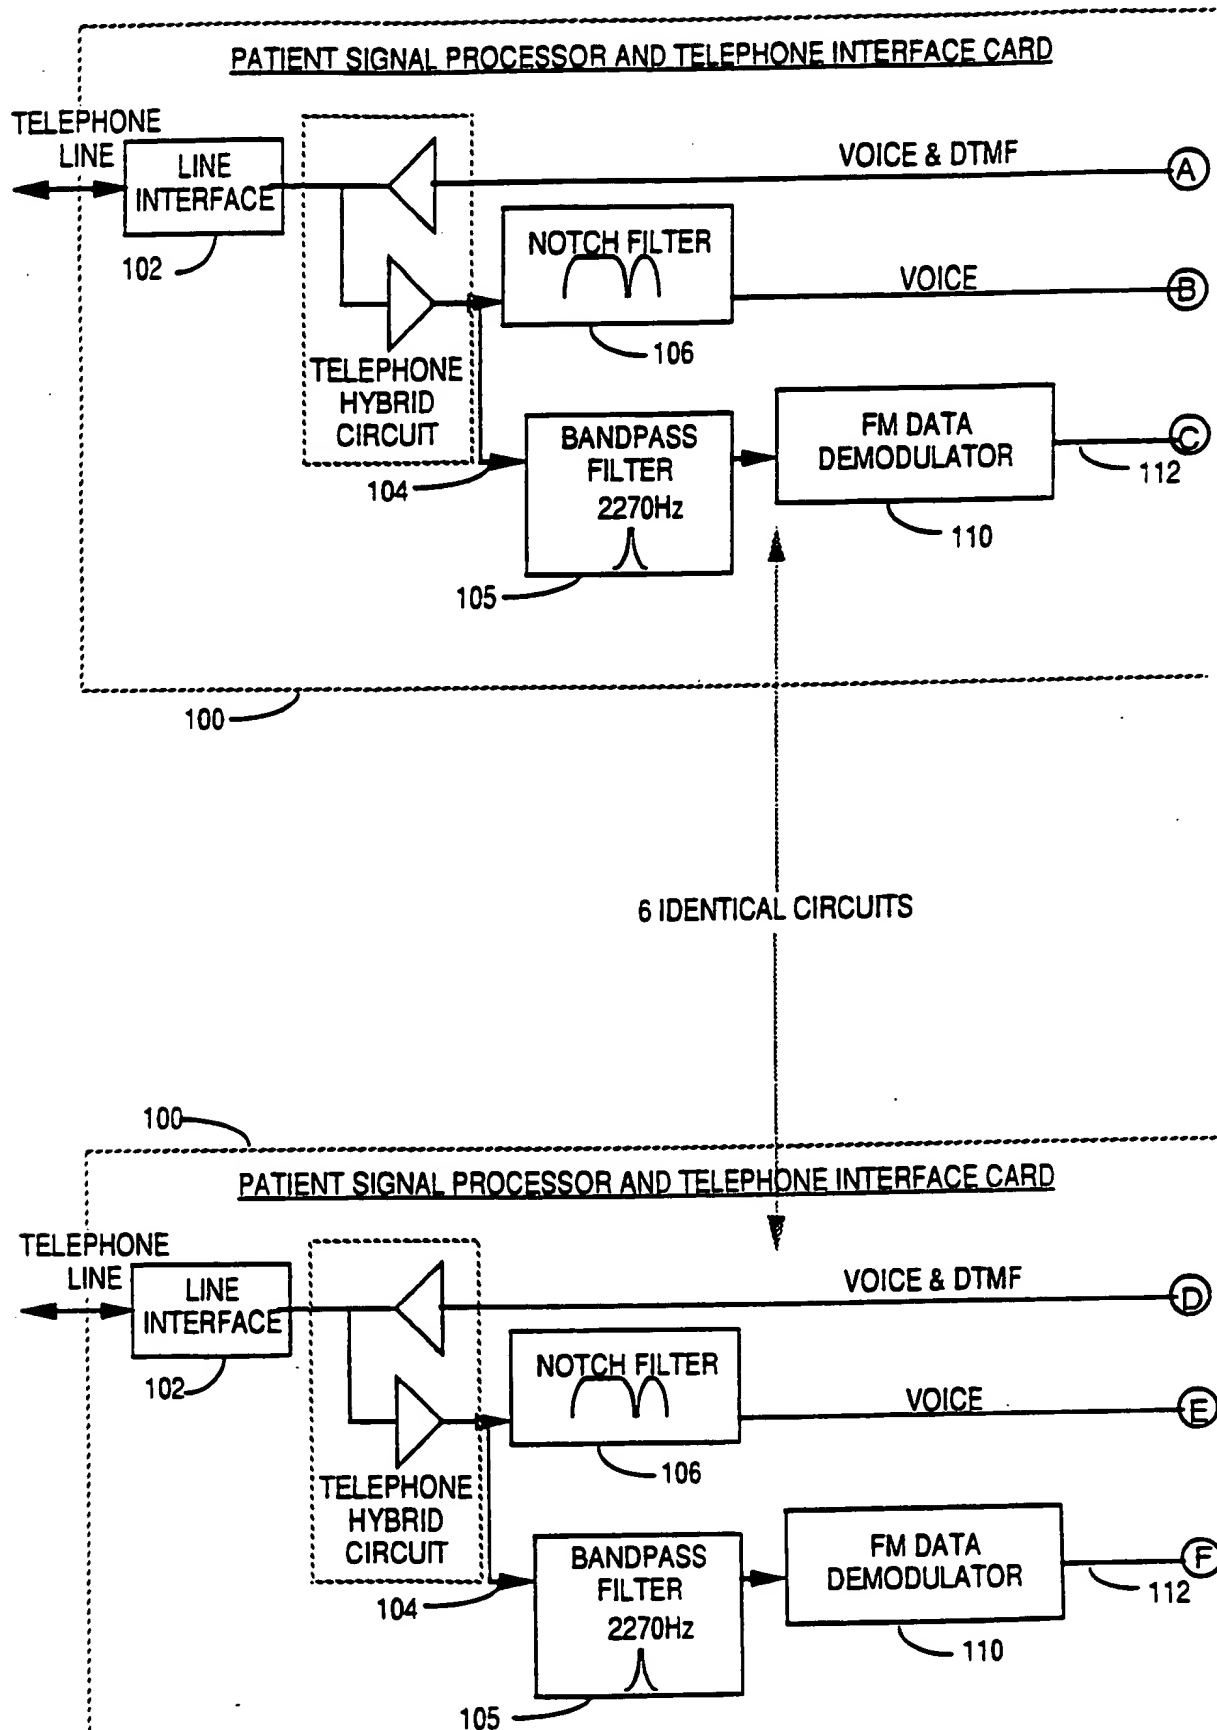 PATIENT SIGNAL PROCESSOR AND TELEPHONE INTERFACE CARD
TELEPHONE
LINE
LINE
INTERFACE
102
VOICE & DTMF
A
NOTCH FILTER
106
VOICE
B
TELEPHONE
HYBRID
CIRCUIT
104
BANDPASS
FILTER
2270Hz
105
FM DATA
DEMODULATOR
110
112
C
100
6 IDENTICAL CIRCUITS
100
PATIENT SIGNAL PROCESSOR AND TELEPHONE INTERFACE CARD
TELEPHONE
LINE
LINE
INTERFACE
102
VOICE & DTMF
D
NOTCH FILTER
106
VOICE
E
TELEPHONE
HYBRID
CIRCUIT
104
BANDPASS
FILTER
2270Hz
105
FM DATA
DEMODULATOR
110
112
F